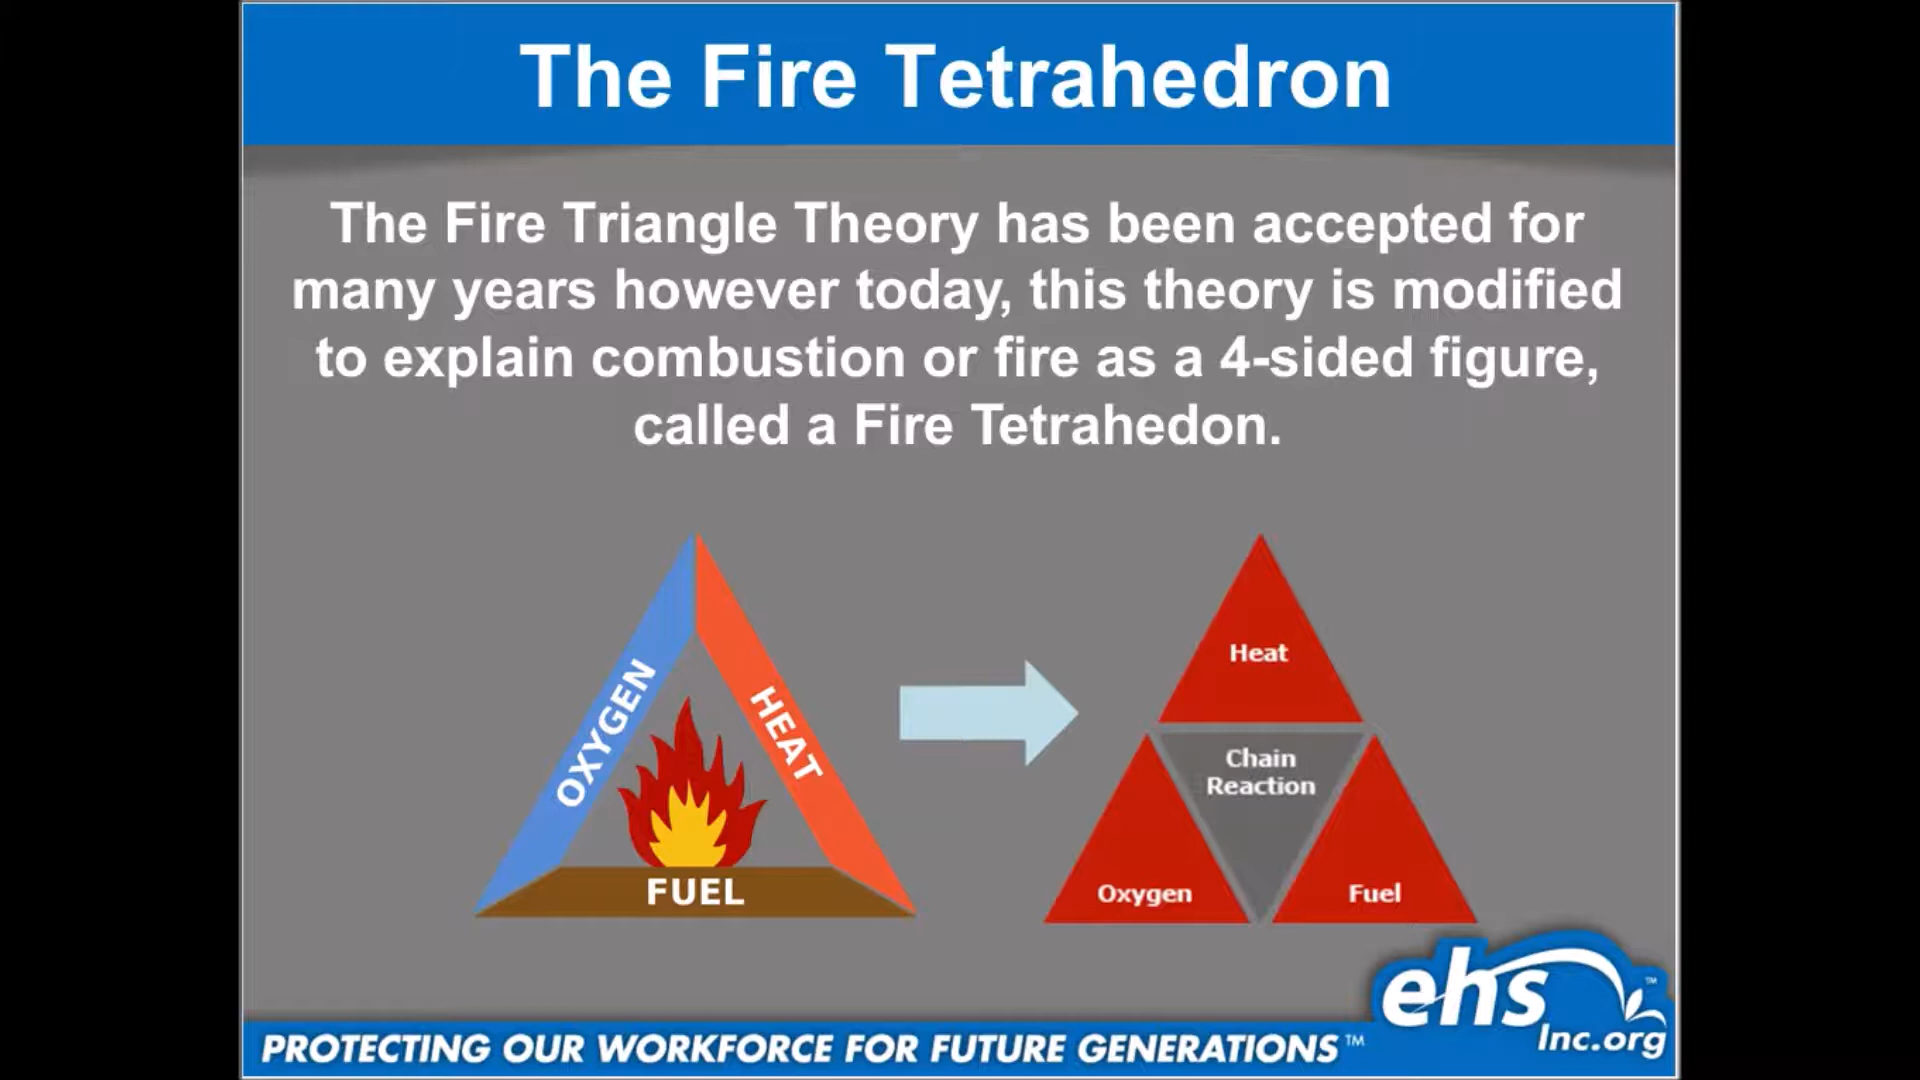 The Fire Tetrahedron
The Fire Triangle Theory has been accepted for
many years however today, this theory is modified
to explain combustion or fire as a 4-sided figure,
called a Fire Tetrahedon.
OXYGEN
HEAT
FUEL
Heat
Chain
Reaction
Oxygen
Fuel
ehs™
Inc.org
PROTECTING OUR WORKFORCE FOR FUTURE GENERATIONS™